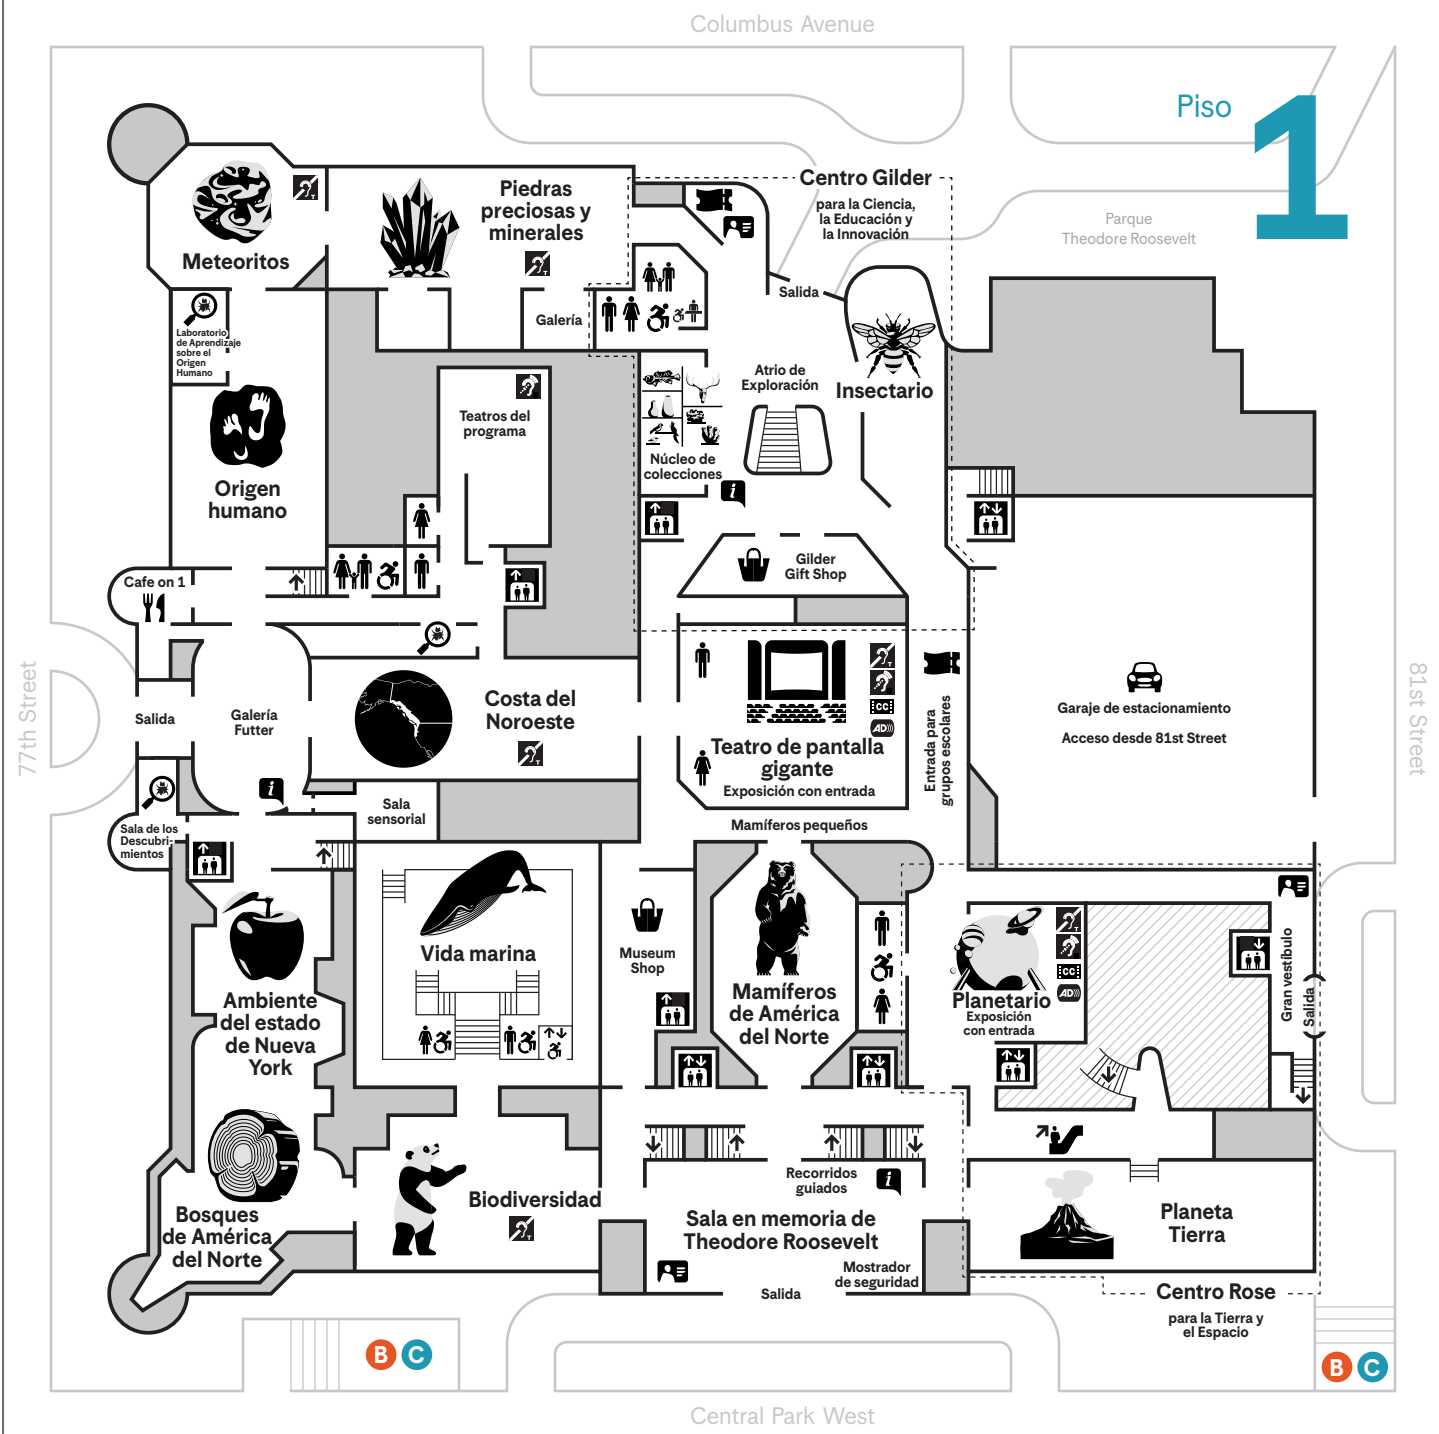 Columbus Avenue
Piso
1
Centro Gilder
para la Ciencia,
la Educación y
la Innovación
Parque
Theodore Roosevelt
Piedras
preciosas y
minerales
Meteoritos
Salida
Galería
Laboratorio
de Aprendizaje
sobre el
Origen
Humano
Insectario
Atrio de
Exploración
Teatros del
programa
Núcleo de
colecciones
i
Origen
humano
Gilder
Gift Shop
Cafe on 1
77th Street
81st Street
Salida
Galería
Futter
Costa del
Noroeste
CC
AD
Teatro de pantalla
gigante
Exposición con entrada
Entrada para
grupos escolares
Garaje de estacionamiento
Acceso desde 81st Street
i
Sala
sensorial
Sala de los
Descubri-
mientos
Mamíferos pequeños
Vida marina
Museum
Shop
Mamíferos
de América
del Norte
CC
AD
Planetario
Exposición
con entrada
Gran vestíbulo
Salida
Ambiente
del estado
de Nueva
York
Bosques
de América
del Norte
Biodiversidad
Recorridos
guiados
i
Sala en memoria de
Theodore Roosevelt
Mostrador
de seguridad
Salida
Planeta
Tierra
Centro Rose
para la Tierra y
el Espacio
B C
B C
Central Park West